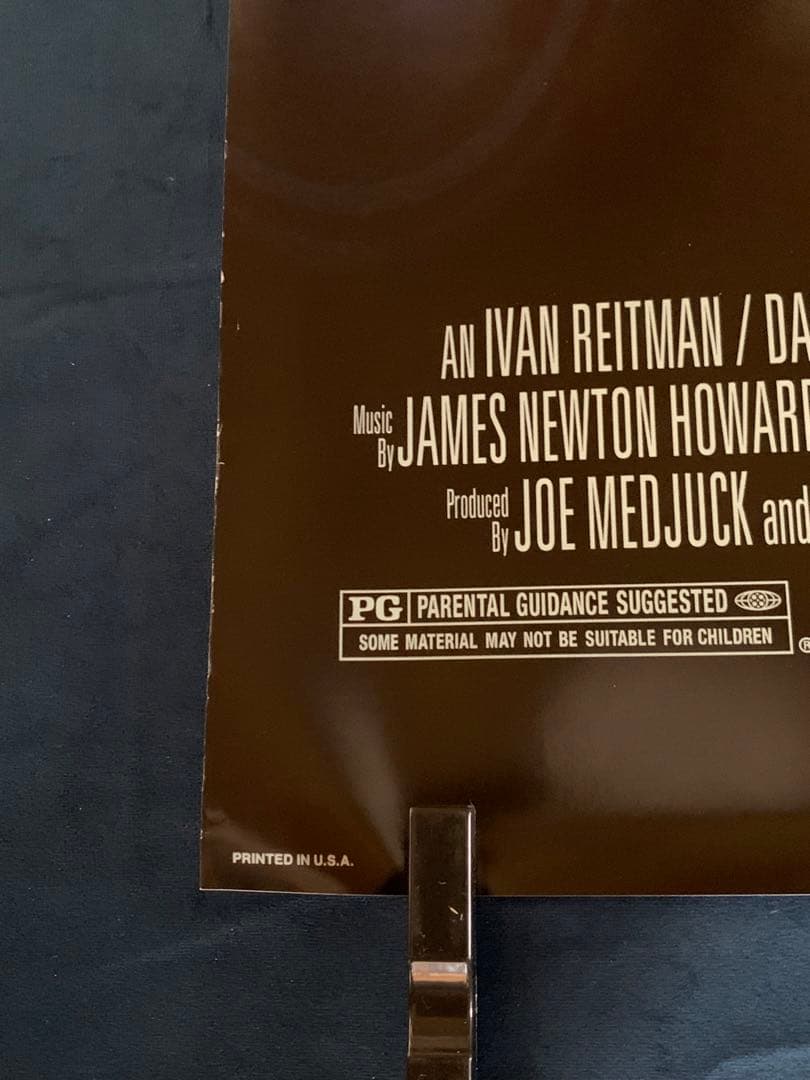 AN IVAN REITMAN / DA
Music By JAMES NEWTON HOWARD
Produced By JOE MEDJUCK and
PG PARENTAL GUIDANCE SUGGESTED
SOME MATERIAL MAY NOT BE SUITABLE FOR CHILDREN ®
PRINTED IN U.S.A.